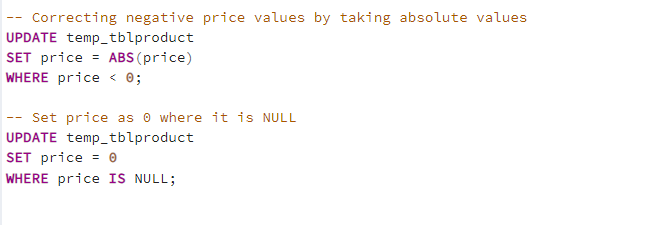 -- Correcting negative price values by taking absolute values
UPDATE temp_tblproduct
SET price = ABS(price)
WHERE price < 0;
-- Set price as 0 where it is NULL
UPDATE temp_tblproduct
SET price = 0
WHERE price IS NULL;